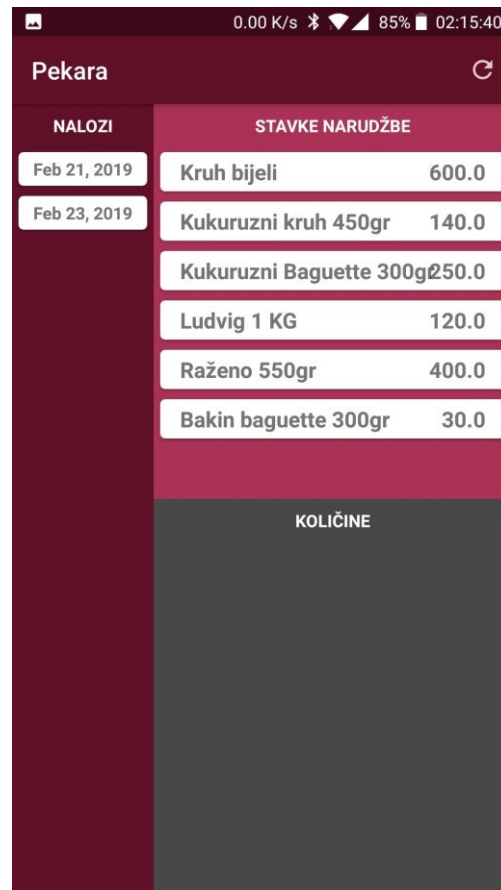 0.00 K/s 85% 02:15:40
Pekara
NALOZI
Feb 21, 2019
Feb 23, 2019
STAVKE NARUDŽBE
Kruh bijeli 600.0
Kukuruzni kruh 450gr 140.0
Kukuruzni Baguette 300gr 250.0
Ludvig 1 KG 120.0
Raženo 550gr 400.0
Bakin baguette 300gr 30.0
KOLIČINE